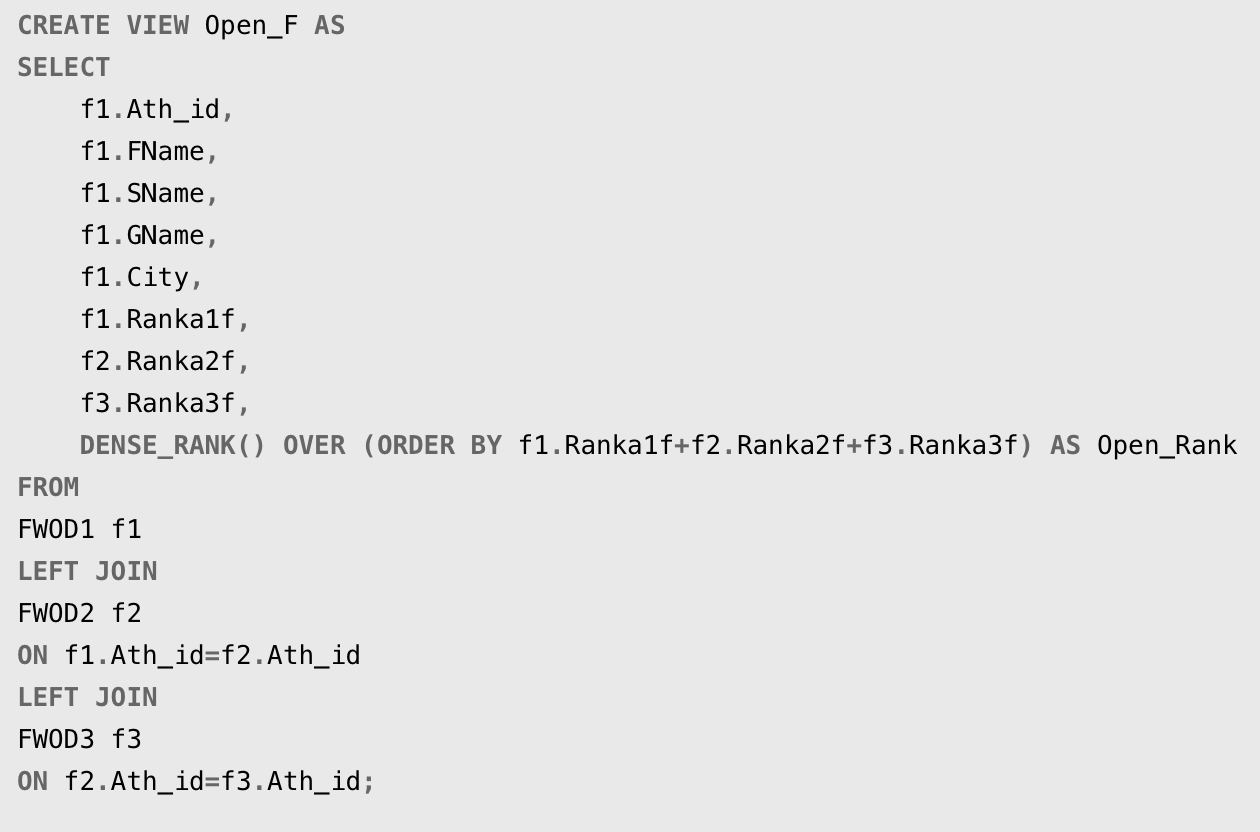 CREATE VIEW Open_F AS
SELECT
    f1.Ath_id,
    f1.FName,
    f1.SName,
    f1.GName,
    f1.City,
    f1.Ranka1f,
    f2.Ranka2f,
    f3.Ranka3f,
    DENSE_RANK() OVER (ORDER BY f1.Ranka1f+f2.Ranka2f+f3.Ranka3f) AS Open_Rank
FROM
FWOD1 f1
LEFT JOIN
FWOD2 f2
ON f1.Ath_id=f2.Ath_id
LEFT JOIN
FWOD3 f3
ON f2.Ath_id=f3.Ath_id;